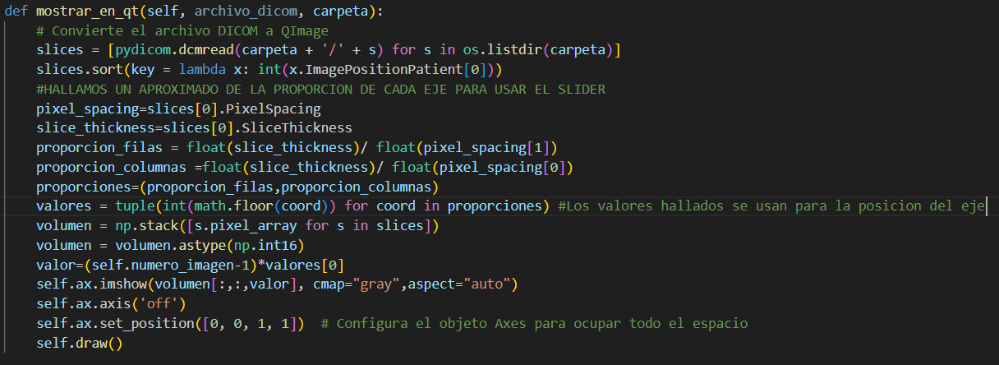 def mostrar_en_qt(self, archivo_dicom, carpeta):
    # Convierte el archivo DICOM a QImage
    slices = [pydicom.dcmread(carpeta + '/' + s) for s in os.listdir(carpeta)]
    slices.sort(key = lambda x: int(x.ImagePositionPatient[0]))
    #HALLAMOS UN APROXIMADO DE LA PROPORCION DE CADA EJE PARA USAR EL SLIDER
    pixel_spacing=slices[0].PixelSpacing
    slice_thickness=slices[0].SliceThickness
    proporcion_filas = float(slice_thickness)/ float(pixel_spacing[1])
    proporcion_columnas =float(slice_thickness)/ float(pixel_spacing[0])
    proporciones=(proporcion_filas,proporcion_columnas)
    valores = tuple(int(math.floor(coord)) for coord in proporciones) #Los valores hallados se usan para la posicion del eje
    volumen = np.stack([s.pixel_array for s in slices])
    volumen = volumen.astype(np.int16)
    valor=(self.numero_imagen-1)*valores[0]
    self.ax.imshow(volumen[:,:,valor], cmap="gray",aspect="auto")
    self.ax.axis('off')
    self.ax.set_position([0, 0, 1, 1])  # Configura el objeto Axes para ocupar todo el espacio
    self.draw()